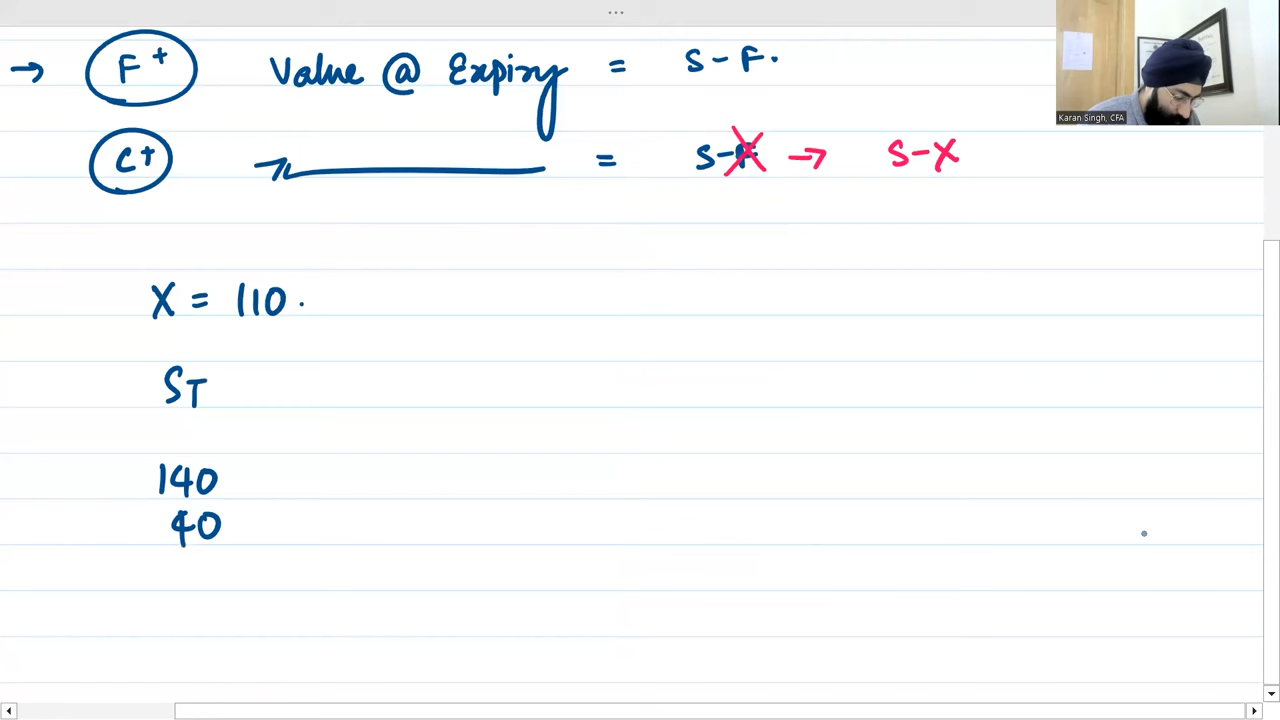 → F+ Value @ Expiry = S-F.
Karan Singh, CFA
C+ = S-F → S-X
X = 110.
ST
140
40